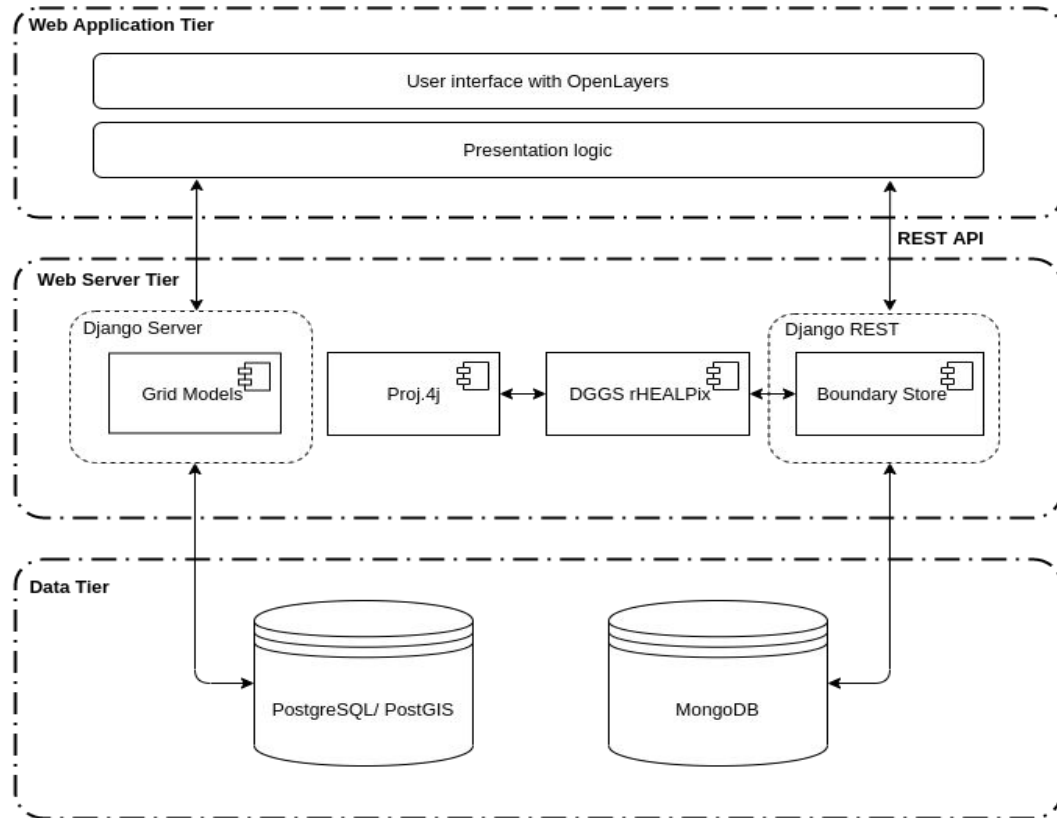 Web Application Tier
User interface with OpenLayers
Presentation logic
REST API
Web Server Tier
Django Server
Django REST
Grid Models
Proj.4j
DGGS rHEALPix
Boundary Store
Data Tier
PostgreSQL/ PostGIS
MongoDB